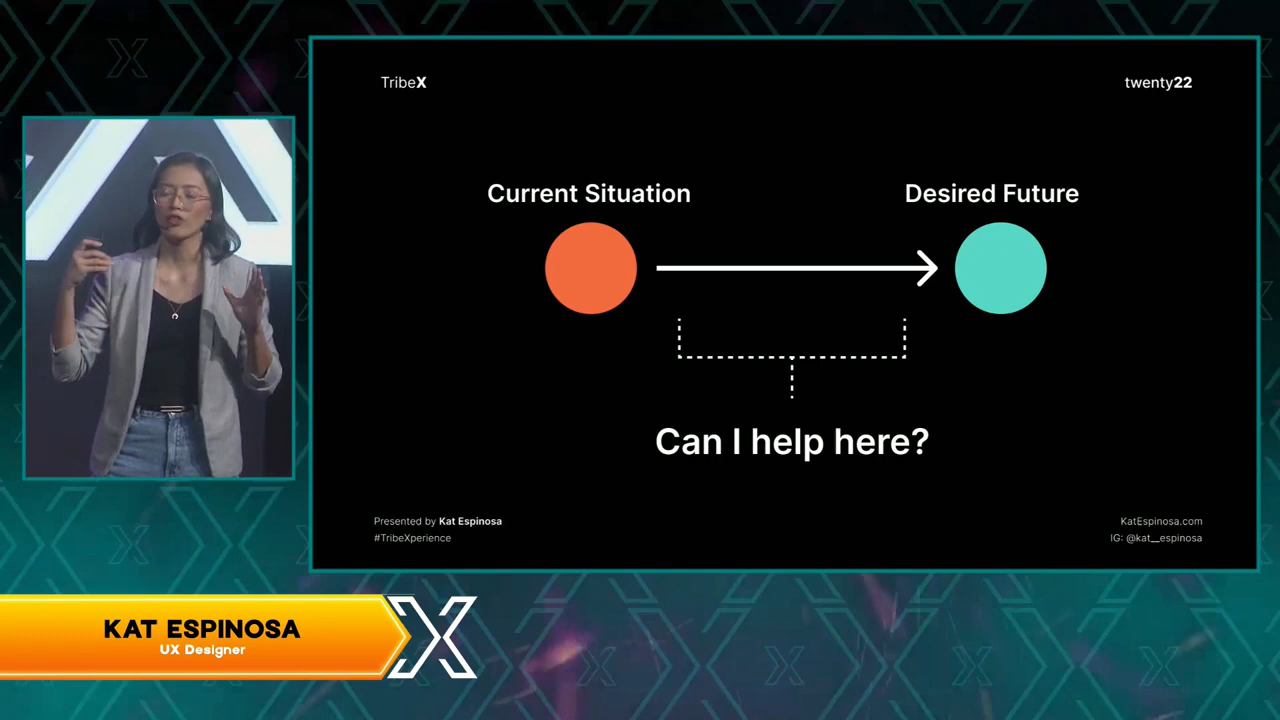 TribeX
twenty22
Current Situation
Desired Future
Can I help here?
Presented by Kat Espinosa
#TribeXperience
KatEspinosa.com
IG: @kat__espinosa
KAT ESPINOSA
UX Designer
X